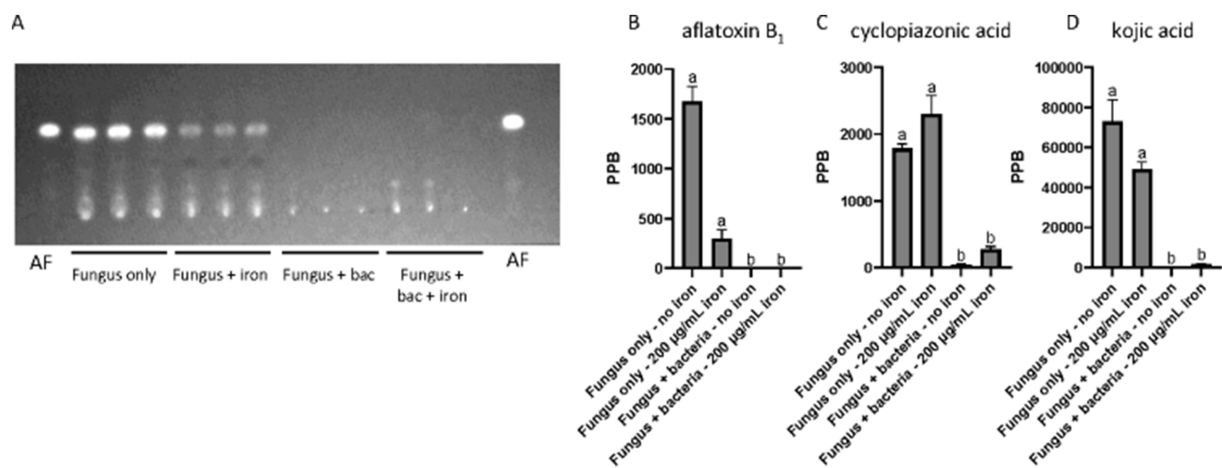 A
AF
Fungus only
Fungus + iron
Fungus + bac
Fungus +
bac + iron
AF
B
aflatoxin B₁
PPB
2000
1500
1000
500
0
a
a
b
b
Fungus only - no iron
Fungus only - 200 µg/mL iron
Fungus + bacteria - no iron
Fungus + bacteria - 200 µg/mL iron
C
cyclopiazonic acid
PPB
3000
2000
1000
0
a
a
b
b
Fungus only - no iron
Fungus only - 200 µg/mL iron
Fungus + bacteria - no iron
Fungus + bacteria - 200 µg/mL iron
D
kojic acid
PPB
100000
80000
60000
40000
20000
0
a
a
b
b
Fungus only - no iron
Fungus only - 200 µg/mL iron
Fungus + bacteria - no iron
Fungus + bacteria - 200 µg/mL iron